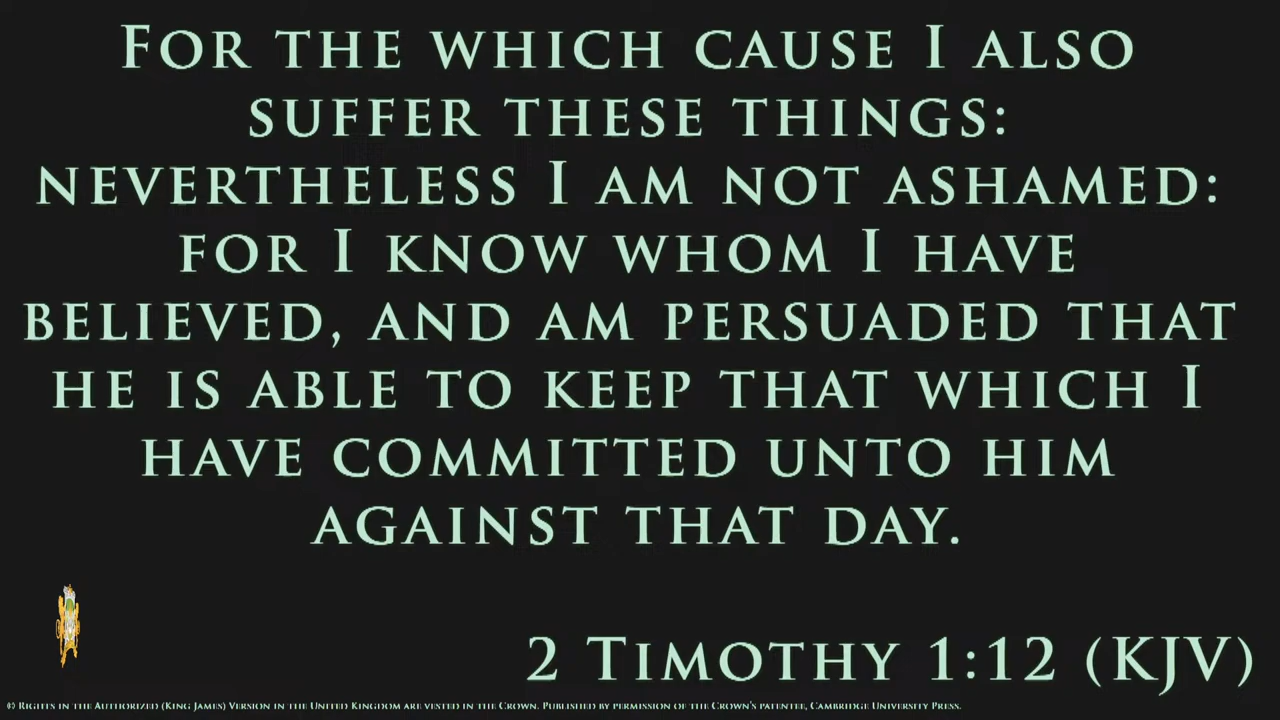 For the which cause I also
suffer these things:
nevertheless I am not ashamed:
for I know whom I have
believed, and am persuaded that
he is able to keep that which I
have committed unto him
against that day.
2 Timothy 1:12 (KJV)
© Rights in the Authorized (King James) Version in the United Kingdom are vested in the Crown. Published by permission of the Crown's patentee, Cambridge University Press.